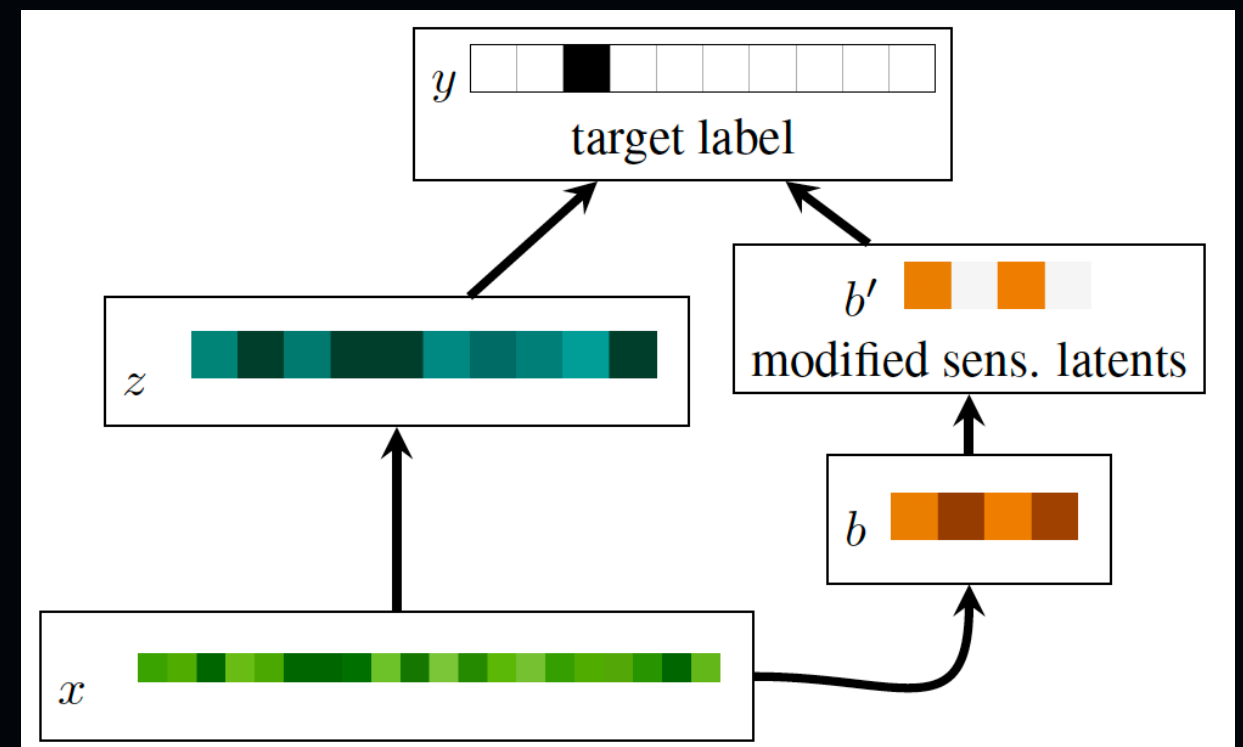 y
target label
b′
z
modified sens. latents
b
x